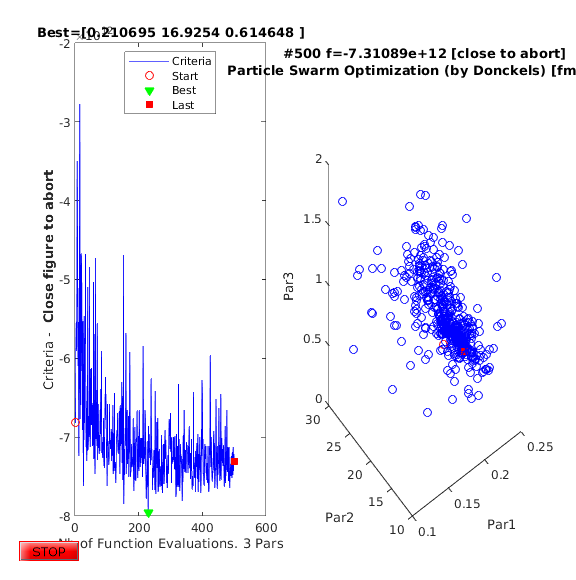 Best=[0.210695 16.9254 0.614648 ]
#500 f=-7.31089e+12 [close to abort]
Particle Swarm Optimization (by Donckels) [fm
Criteria
Start
Best
Last
-2
-3
-4
-5
-6
-7
-8
Criteria - Close figure to abort
0
200
400
600
of Function Evaluations. 3 Pars
STOP
2
1.5
1
0.5
0
Par3
30
25
20
15
10
Par2
0.1
0.15
0.2
0.25
Par1